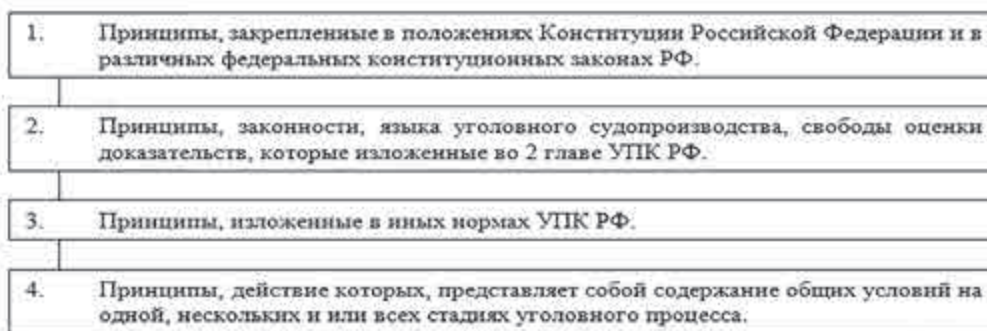 1. Принципы, закрепленные в положениях Конституции Российской Федерации и в
различных федеральных конституционных законах РФ.
2. Принципы, законности, языка уголовного судопроизводства, свободы оценки
доказательств, которые изложенные во 2 главе УПК РФ.
3. Принципы, изложенные в иных нормах УПК РФ.
4. Принципы, действие которых, представляет собой содержание общих условий на
одной, нескольких и или всех стадиях уголовного процесса.